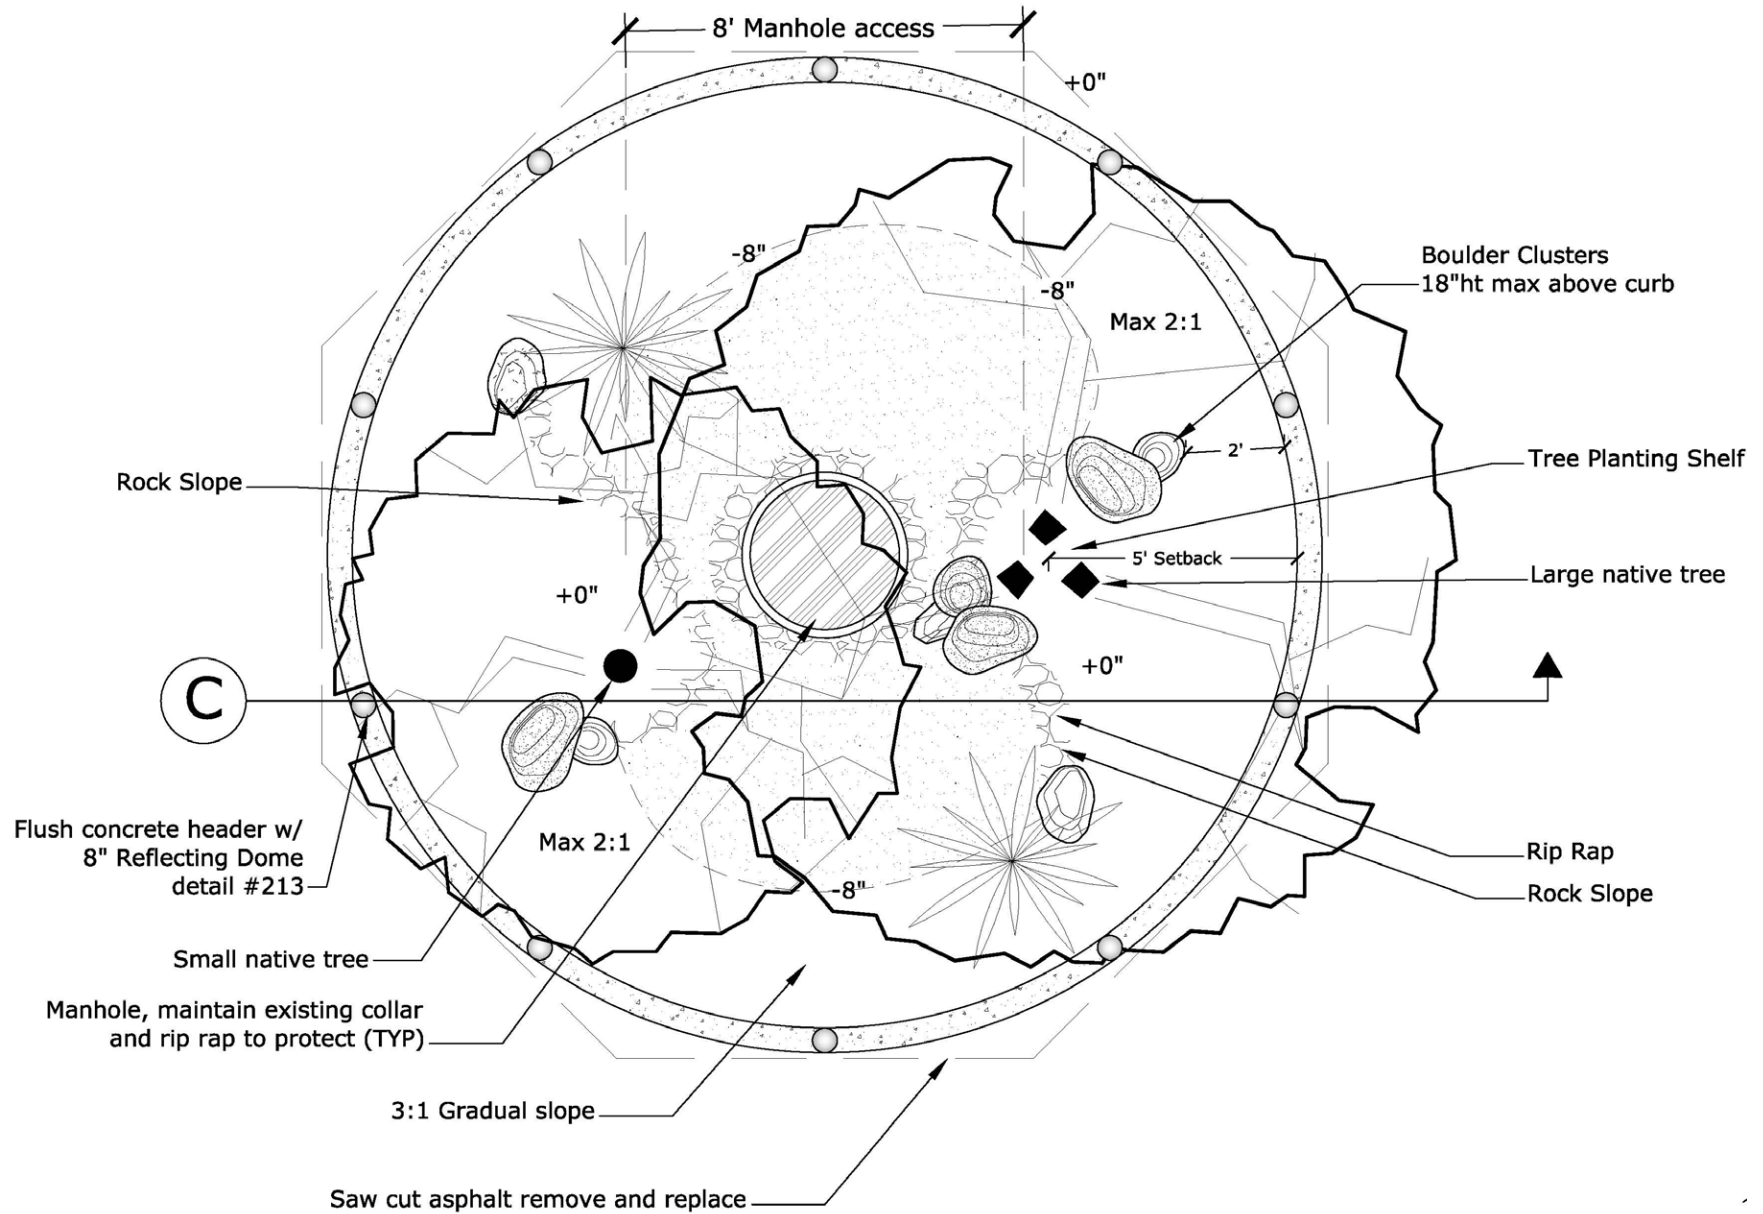 8' Manhole access
+0"
-8"
Boulder Clusters
18"ht max above curb
-8"
Max 2:1
2'
Tree Planting Shelf
Rock Slope
5' Setback
Large native tree
+0"
+0"
C
Flush concrete header w/
8" Reflecting Dome
detail #213
Max 2:1
Rip Rap
-8"
Rock Slope
Small native tree
Manhole, maintain existing collar
and rip rap to protect (TYP)
3:1 Gradual slope
Saw cut asphalt remove and replace